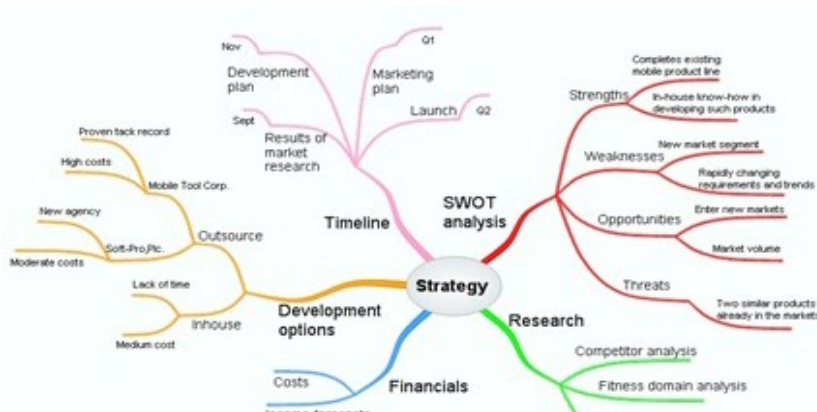 Strategy
Timeline
Nov
Development
plan
Q1
Marketing
plan
Sept
Results of
market
research
Launch
Q2
SWOT
analysis
Strengths
Completes existing
mobile product line
In-house know-how in
developing such products
Weaknesses
New market segment
Rapidly changing
requirements and trends
Opportunities
Enter new markets
Market volume
Threats
Two similar products
already in the markets
Research
Competitor analysis
Fitness domain analysis
Financials
Costs
Income forecasts
Development
options
Outsource
Mobile Tool Corp.
Proven tack record
High costs
Soft-Pro,Plc.
New agency
Moderate costs
Inhouse
Lack of time
Medium cost